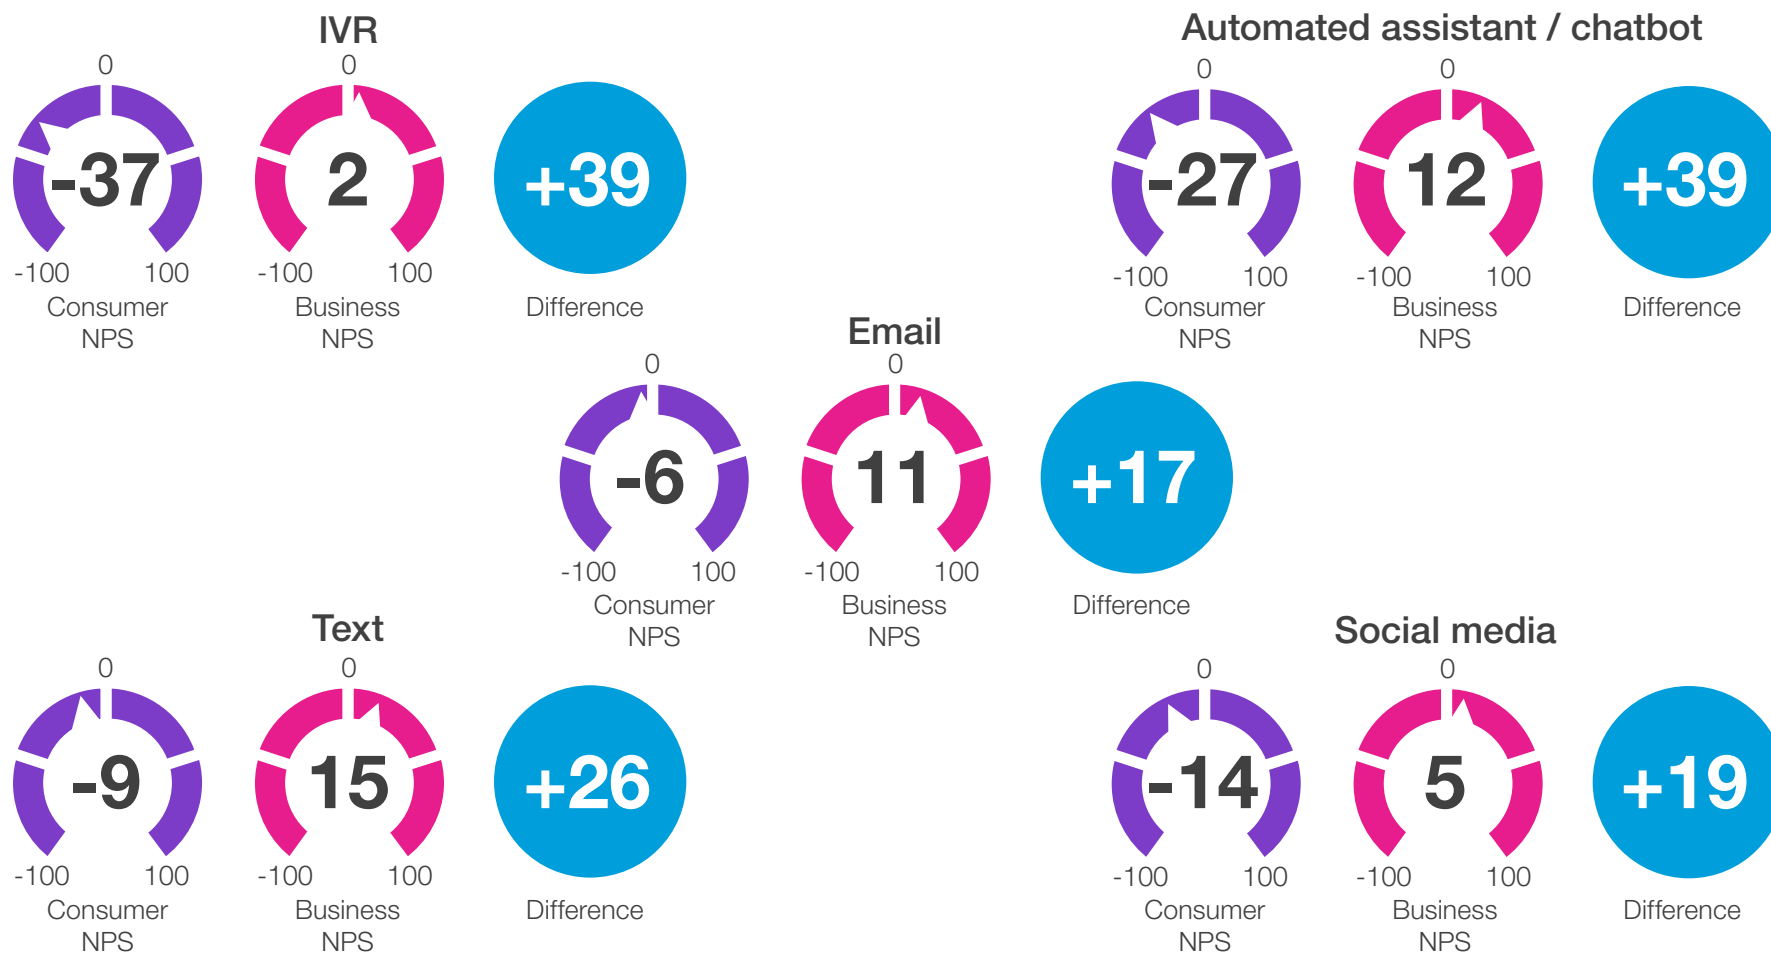 IVR
0
0
-37
2
+39
-100
100
-100
100
Consumer
NPS
Business
NPS
Difference
Automated assistant / chatbot
0
0
-27
12
+39
-100
100
-100
100
Consumer
NPS
Business
NPS
Difference
Email
0
0
-6
11
+17
-100
100
-100
100
Consumer
NPS
Business
NPS
Difference
Text
0
0
-9
15
+26
-100
100
-100
100
Consumer
NPS
Business
NPS
Difference
Social media
0
0
-14
5
+19
-100
100
-100
100
Consumer
NPS
Business
NPS
Difference